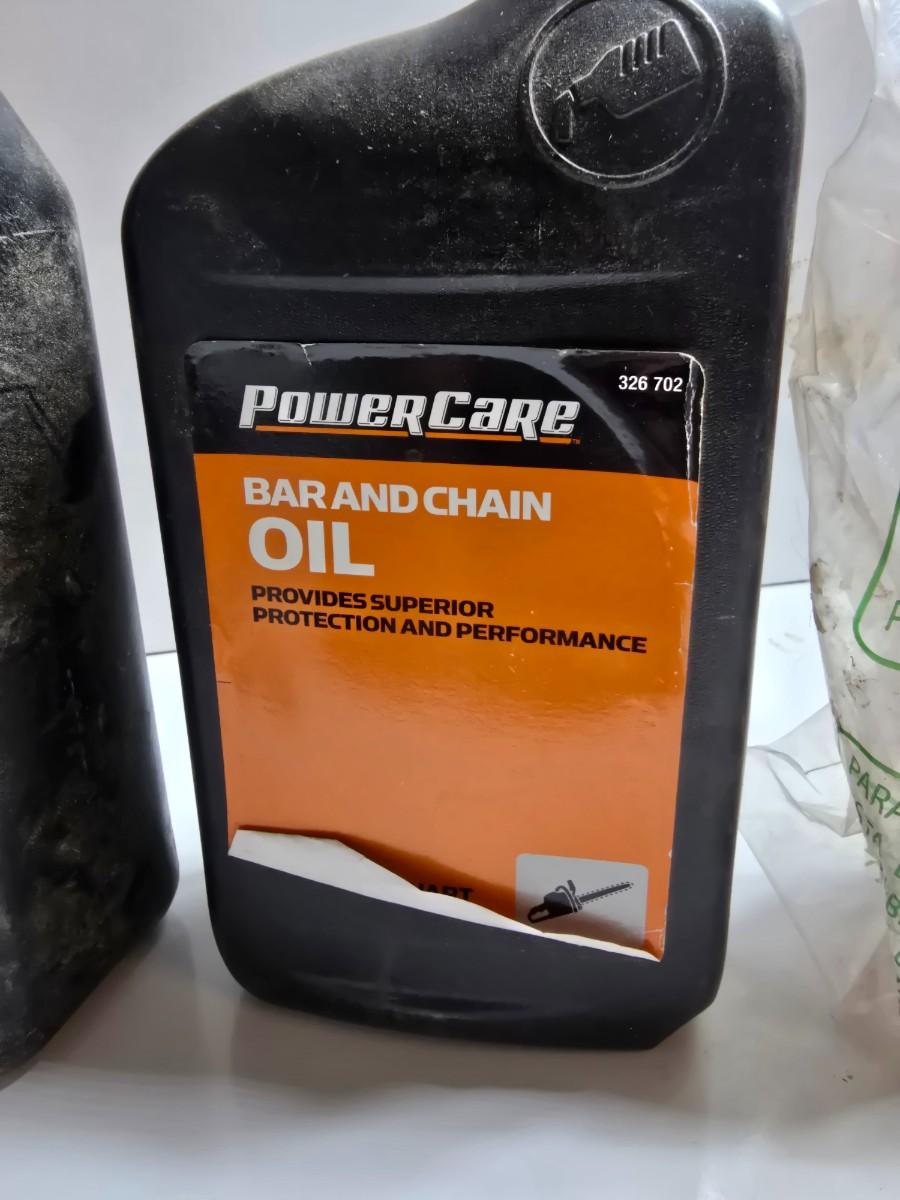 326 702
PowerCare
BAR AND CHAIN
OIL
PROVIDES SUPERIOR
PROTECTION AND PERFORMANCE